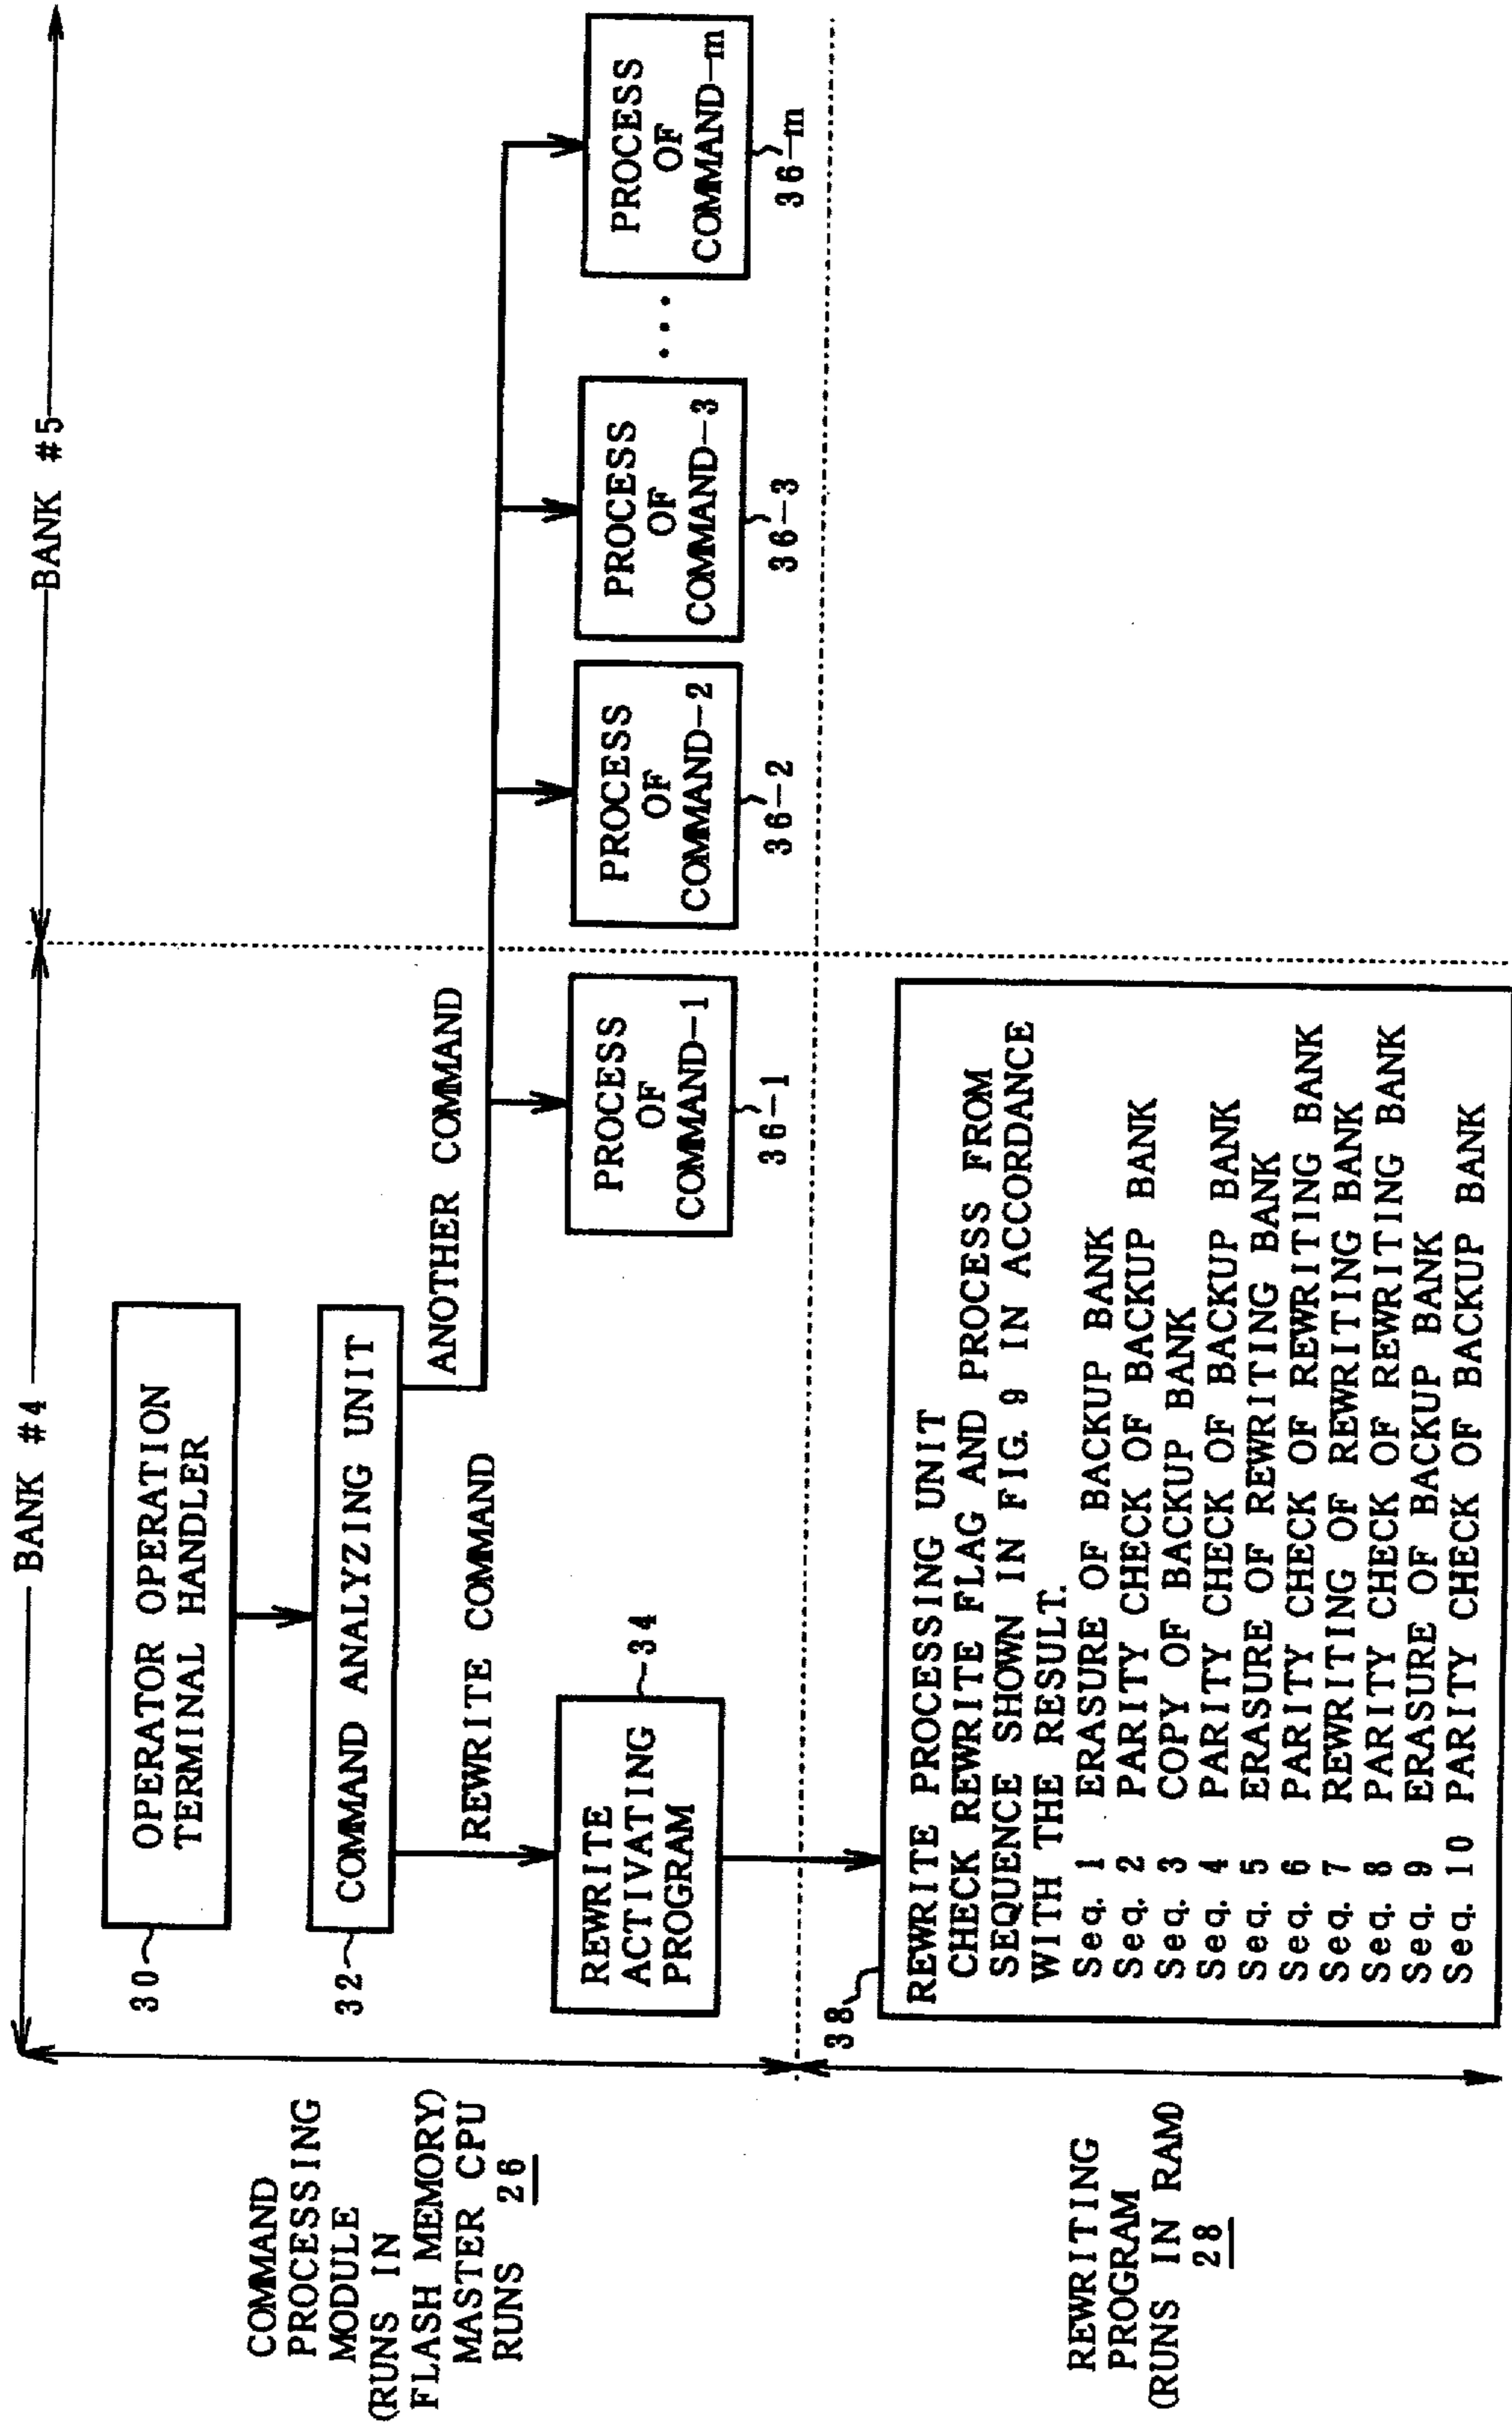 BANK #4
BANK #5
COMMAND
PROCESSING
MODULE
(RUNS IN
FLASH MEMORY)
MASTER CPU
RUNS 26
30
OPERATOR OPERATION
TERMINAL HANDLER
32
COMMAND ANALYZING UNIT
REWRITE COMMAND
ANOTHER COMMAND
REWRITE
ACTIVATING
PROGRAM
34
PROCESS
OF
COMMAND-1
36-1
PROCESS
OF
COMMAND-2
36-2
PROCESS
OF
COMMAND-3
36-3
...
PROCESS
OF
COMMAND-m
36-m
REWRITING
PROGRAM
(RUNS IN RAM)
28
38
REWRITE PROCESSING UNIT
CHECK REWRITE FLAG AND PROCESS FROM
SEQUENCE SHOWN IN FIG. 9 IN ACCORDANCE
WITH THE RESULT.
Seq. 1 ERASURE OF BACKUP BANK
Seq. 2 PARITY CHECK OF BACKUP BANK
Seq. 3 COPY OF BACKUP BANK
Seq. 4 PARITY CHECK OF BACKUP BANK
Seq. 5 ERASURE OF REWRITING BANK
Seq. 6 PARITY CHECK OF REWRITING BANK
Seq. 7 REWRITING OF REWRITING BANK
Seq. 8 PARITY CHECK OF REWRITING BANK
Seq. 9 ERASURE OF BACKUP BANK
Seq. 10 PARITY CHECK OF BACKUP BANK